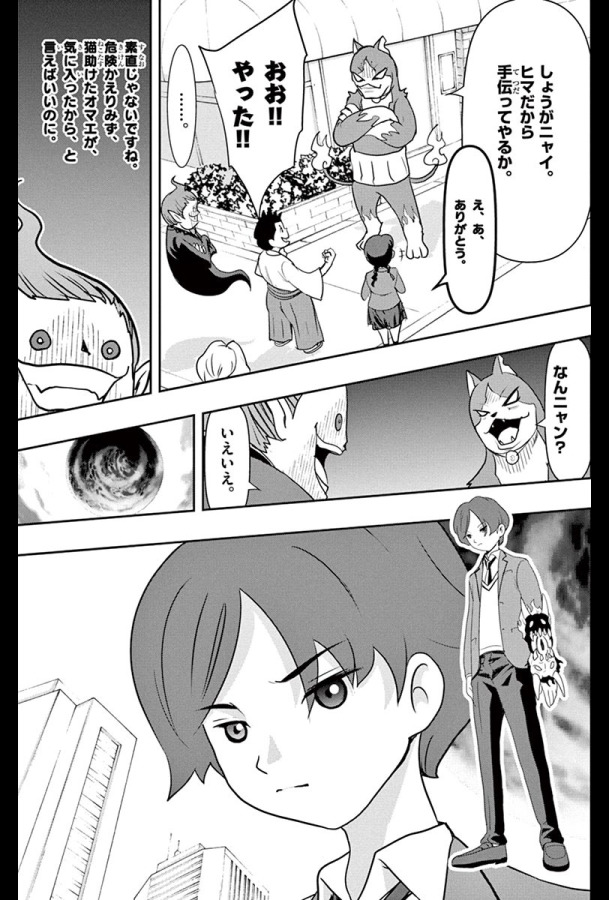 しょうがニャイ。
ヒマだから
手伝ってやるか。
え、あ、
ありがとう。
おお!!
やった!!
……。
素直じゃないですね。
危険かえりみず、
猫助けたオマエが、
気に入ったから、と
言えばいいのに。
なんニャン?
いえいえ。